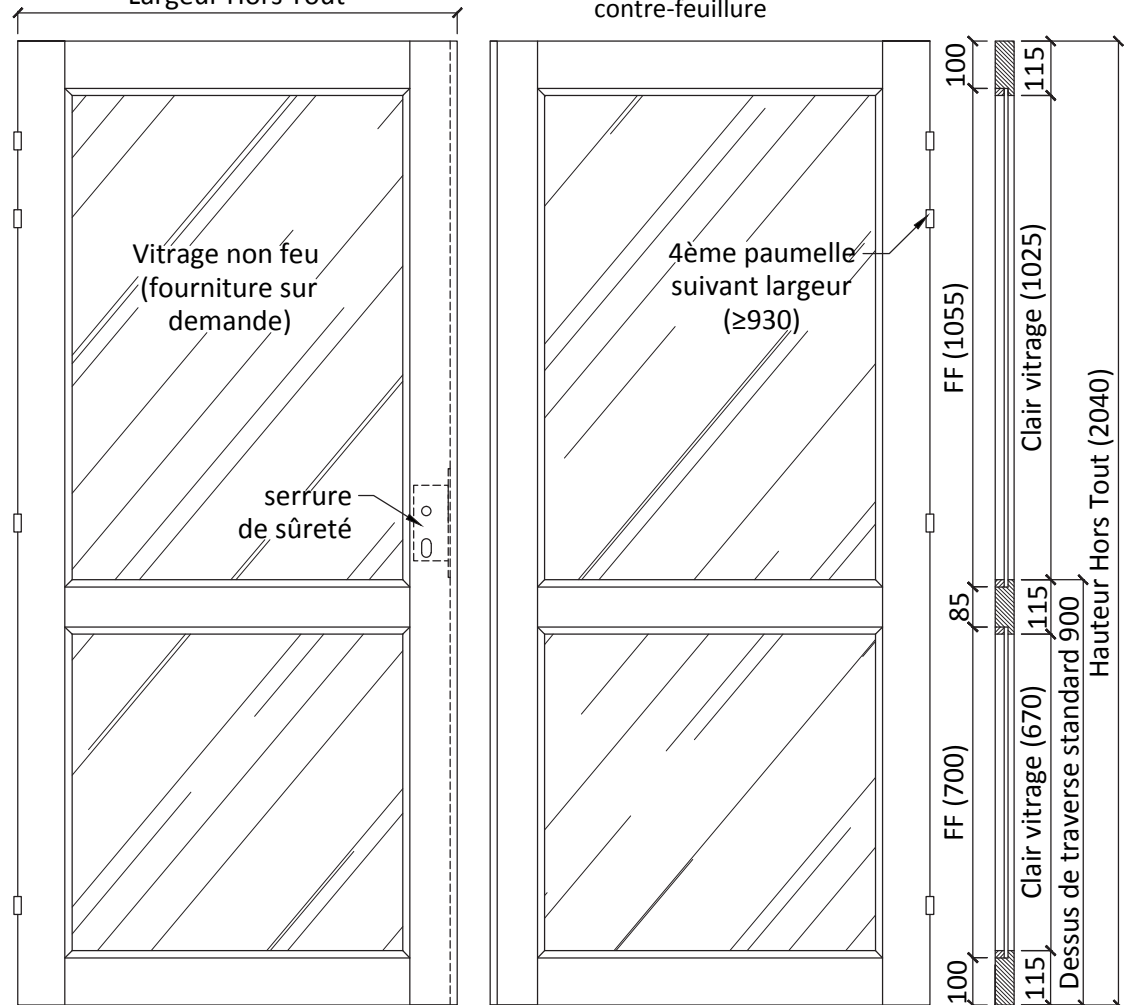 Largeur Hors Tout
contre-feuillure
Vitrage non feu
(fourniture sur
demande)
serrure
de sûreté
4ème paumelle
suivant largeur
(≥930)
100
FF (1055)
85
FF (700)
100
115
Clair vitrage (1025)
115
Clair vitrage (670)
115
Dessus de traverse standard 900
Hauteur Hors Tout (2040)